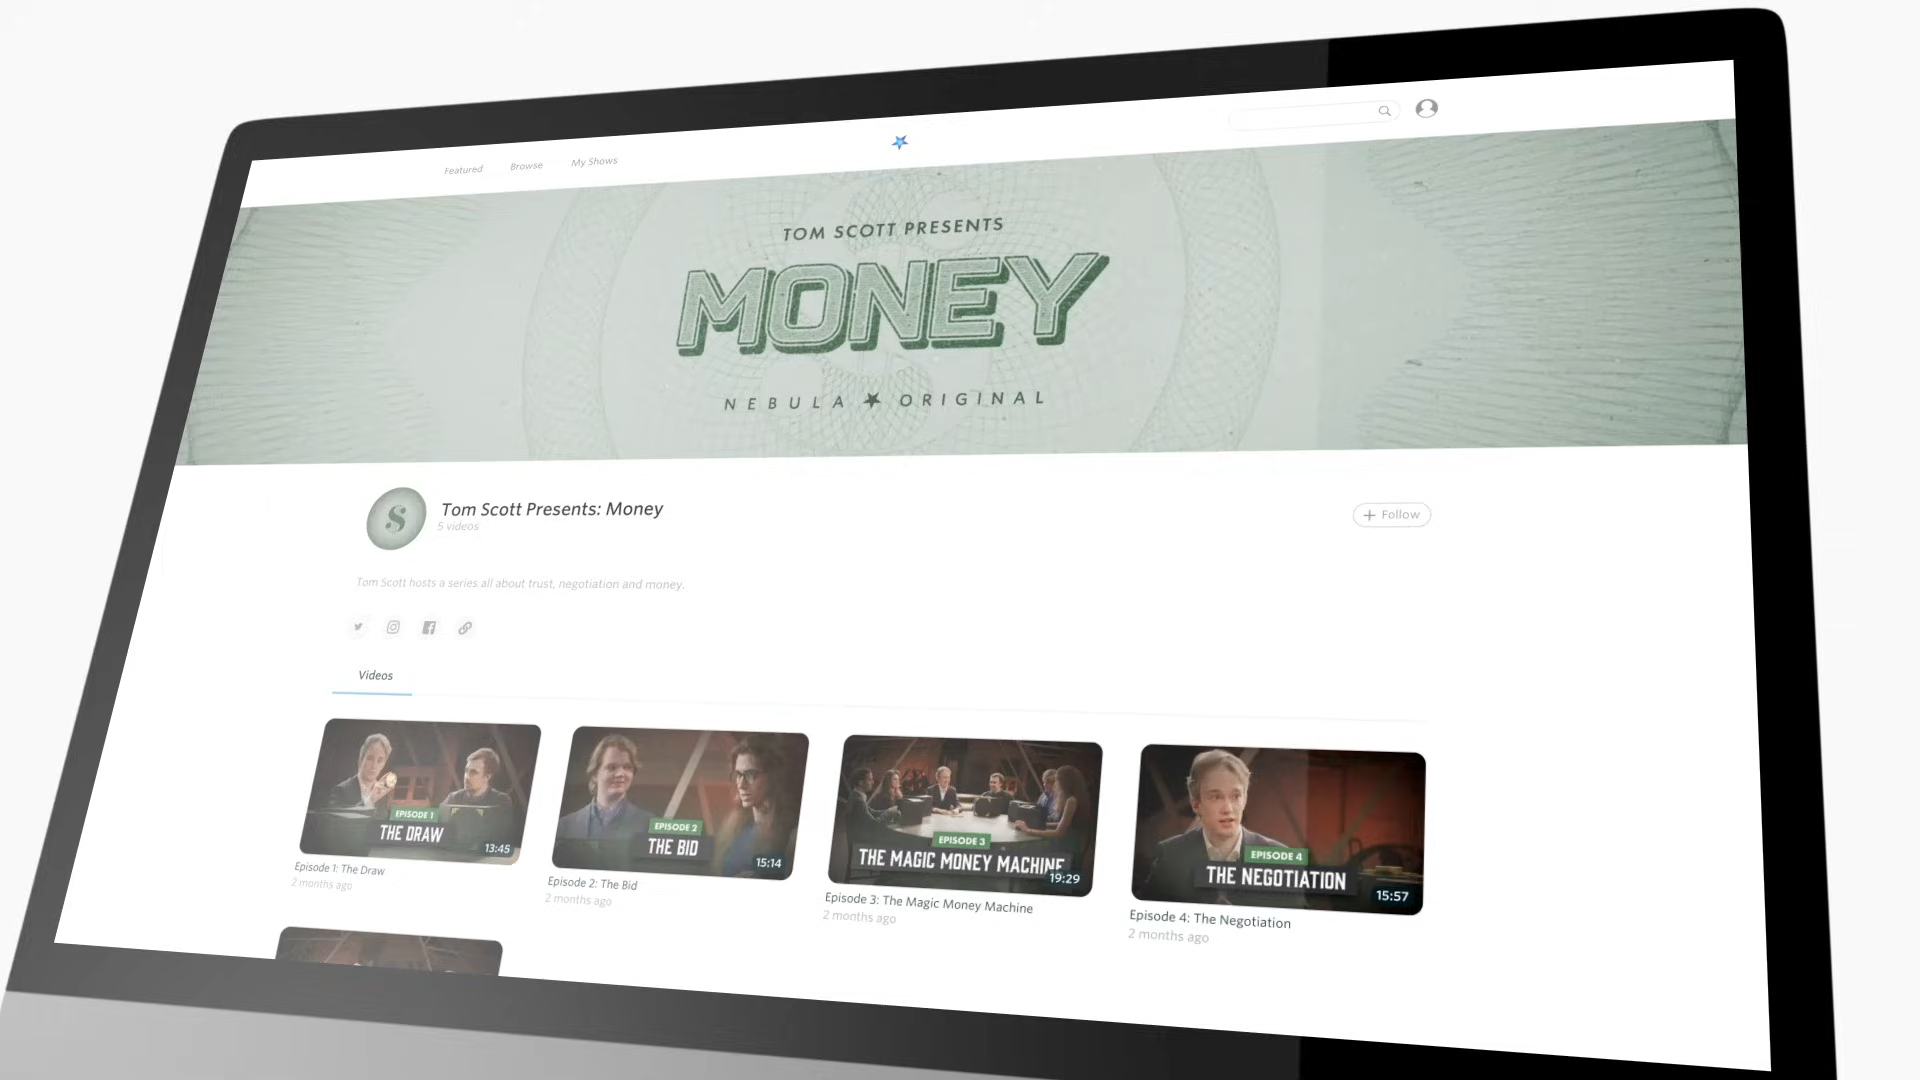 Featured Browse My Shows
TOM SCOTT PRESENTS
MONEY
NEBULA ORIGINAL
Tom Scott Presents: Money
5 videos
+ Follow
Tom Scott hosts a series all about trust, negotiation and money.
Videos
EPISODE 1
THE DRAW
13:45
Episode 1: The Draw
2 months ago
EPISODE 2
THE BID
15:14
Episode 2: The Bid
2 months ago
EPISODE 3
THE MAGIC MONEY MACHINE
19:29
Episode 3: The Magic Money Machine
2 months ago
EPISODE 4
THE NEGOTIATION
15:57
Episode 4: The Negotiation
2 months ago